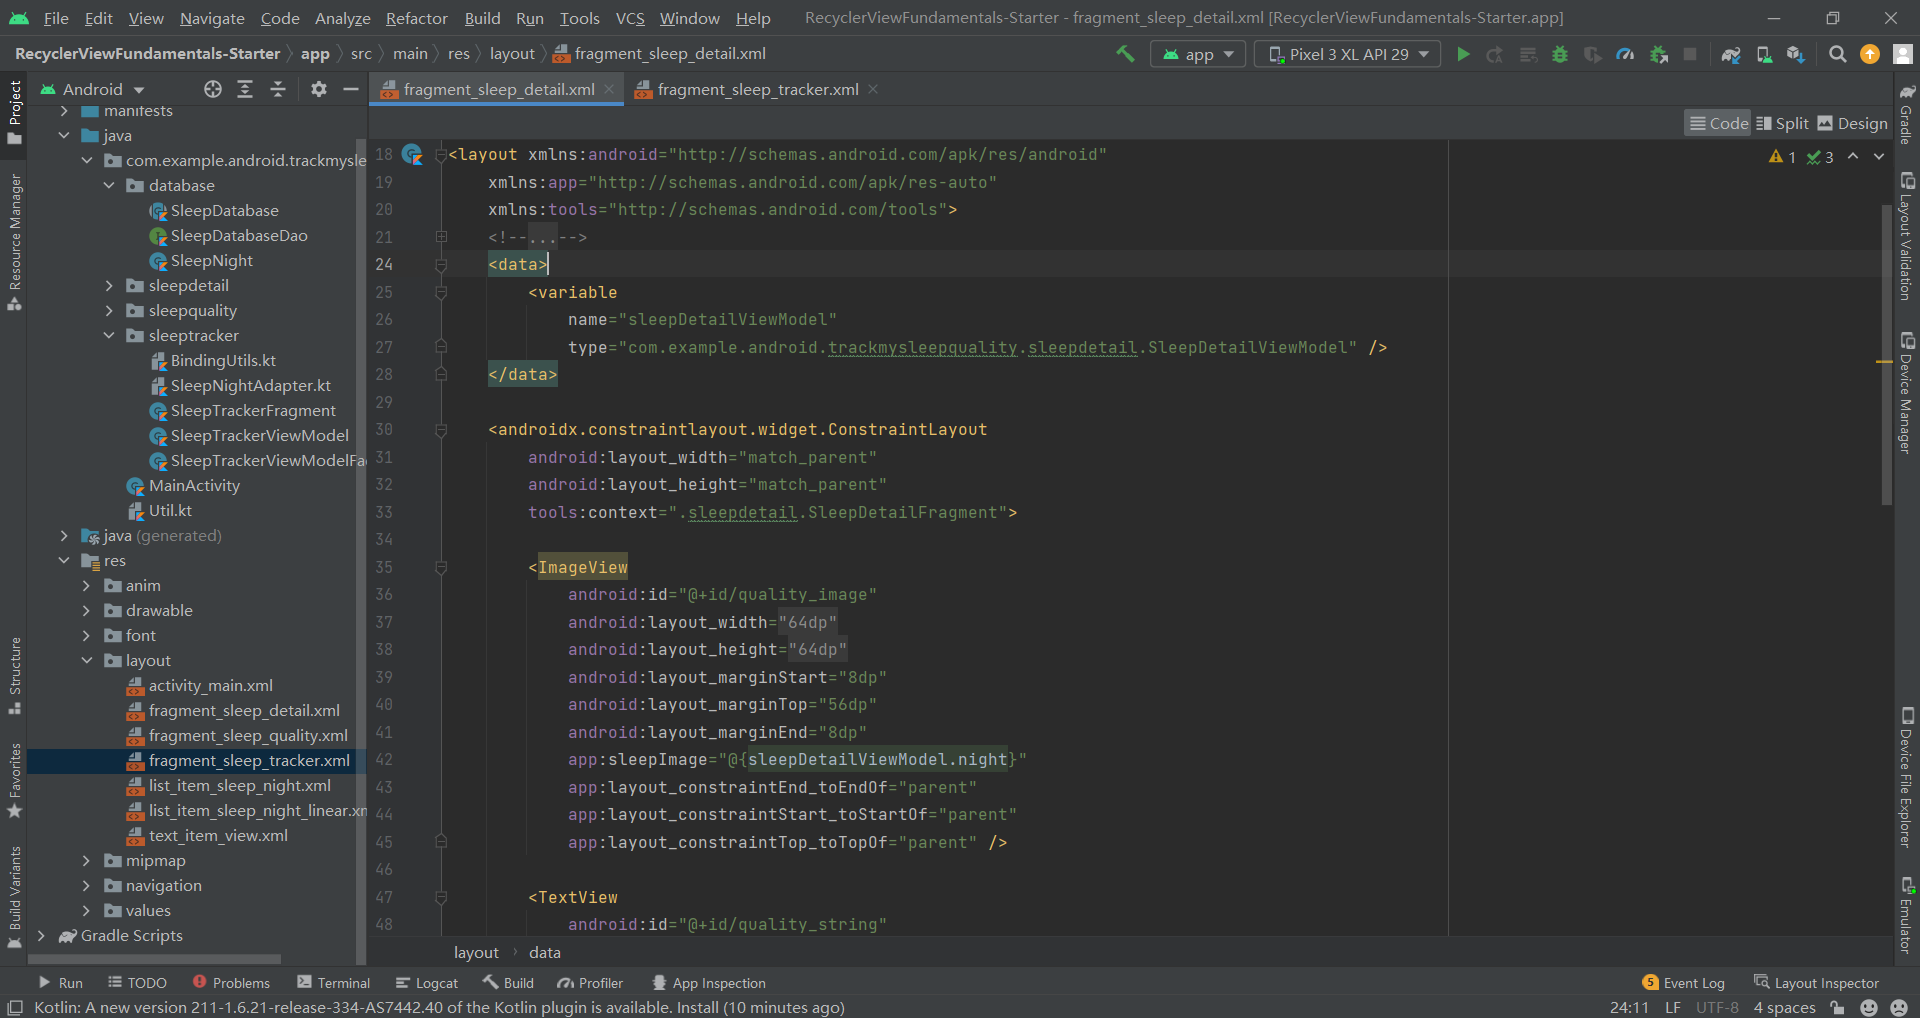 File Edit View Navigate Code Analyze Refactor Build Run Tools VCS Window Help RecyclerViewFundamentals-Starter - fragment_sleep_detail.xml [RecyclerViewFundamentals-Starter.app]
RecyclerViewFundamentals-Starter app src main res layout fragment_sleep_detail.xml app Pixel 3 XL API 29
Android fragment_sleep_detail.xml fragment_sleep_tracker.xml
Code Split Design
1 3
manifests
java
com.example.android.trackmysle
database
SleepDatabase
SleepDatabaseDao
SleepNight
sleepdetail
sleepquality
sleeptracker
BindingUtils.kt
SleepNightAdapter.kt
SleepTrackerFragment
SleepTrackerViewModel
SleepTrackerViewModelFa
MainActivity
Util.kt
java (generated)
res
anim
drawable
font
layout
activity_main.xml
fragment_sleep_detail.xml
fragment_sleep_quality.xml
fragment_sleep_tracker.xml
list_item_sleep_night.xml
list_item_sleep_night_linear.xm
text_item_view.xml
mipmap
navigation
values
Gradle Scripts
18 <layout xmlns:android="http://schemas.android.com/apk/res/android"
19 xmlns:app="http://schemas.android.com/apk/res-auto"
20 xmlns:tools="http://schemas.android.com/tools">
21 <!--...-->
24 <data>
25 <variable
26 name="sleepDetailViewModel"
27 type="com.example.android.trackmysleepquality.sleepdetail.SleepDetailViewModel" />
28 </data>
29
30 <androidx.constraintlayout.widget.ConstraintLayout
31 android:layout_width="match_parent"
32 android:layout_height="match_parent"
33 tools:context=".sleepdetail.SleepDetailFragment">
34
35 <ImageView
36 android:id="@+id/quality_image"
37 android:layout_width="64dp"
38 android:layout_height="64dp"
39 android:layout_marginStart="8dp"
40 android:layout_marginTop="56dp"
41 android:layout_marginEnd="8dp"
42 app:sleepImage="@{sleepDetailViewModel.night}"
43 app:layout_constraintEnd_toEndOf="parent"
44 app:layout_constraintStart_toStartOf="parent"
45 app:layout_constraintTop_toTopOf="parent" />
46
47 <TextView
48 android:id="@+id/quality_string"
layout data
Project
Resource Manager
Structure
Favorites
Build Variants
Gradle
Layout Validation
Device Manager
Device File Explorer
Emulator
Run TODO Problems Terminal Logcat Build Profiler App Inspection 5 Event Log Layout Inspector
Kotlin: A new version 211-1.6.21-release-334-AS7442.40 of the Kotlin plugin is available. Install (10 minutes ago) 24:11 LF UTF-8 4 spaces